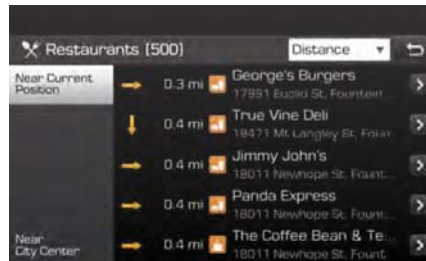 Restaurants (500)
Distance
Near Current
Position
0.3 mi
George's Burgers
17991 Euclid St, Fountain...
0.4 mi
True Vine Deli
18471 Mt Langley St, Foun...
0.4 mi
Jimmy John's
18011 Newhope St, Fount...
0.4 mi
Panda Express
18011 Newhope St, Fount...
Near
City Center
0.4 mi
The Coffee Bean & Te...
18011 Newhope St, Fount